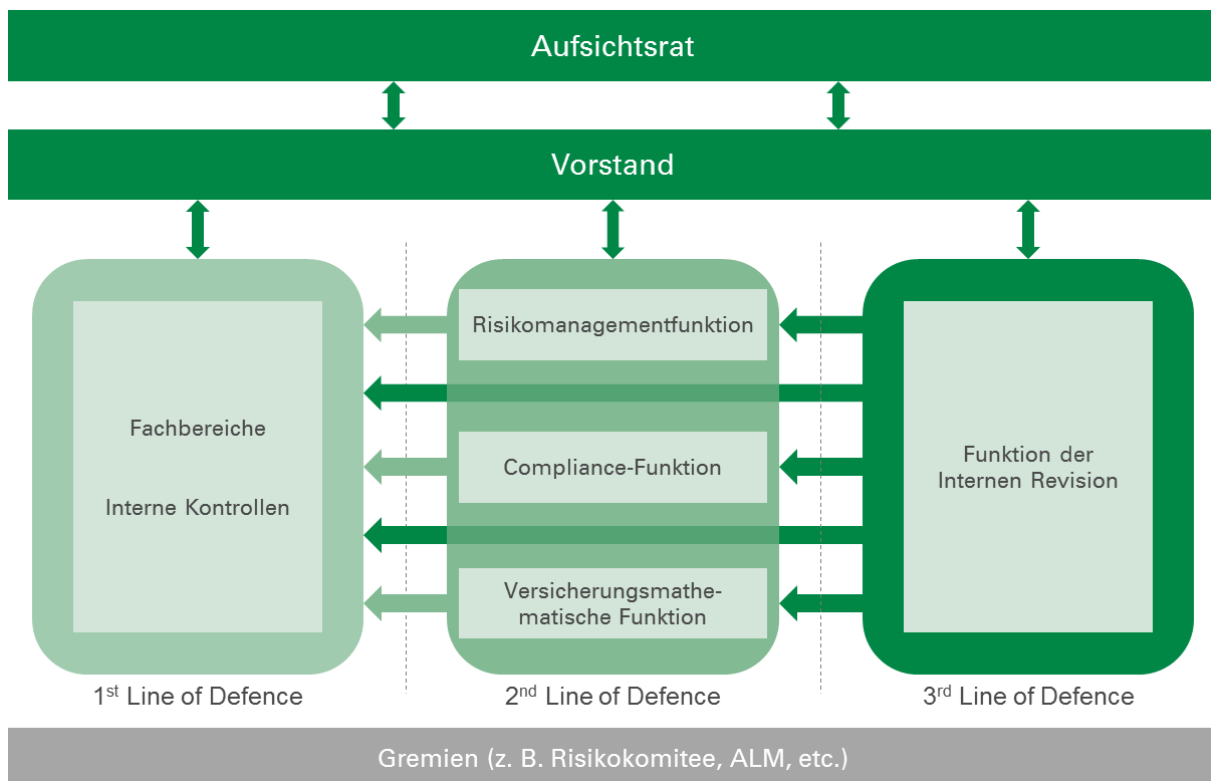 Aufsichtsrat
Vorstand
Fachbereiche
Interne Kontrollen
Risikomanagementfunktion
Compliance-Funktion
Versicherungsmathe-
matische Funktion
Funktion der
Internen Revision
1st Line of Defence
2nd Line of Defence
3rd Line of Defence
Gremien (z. B. Risikokomitee, ALM, etc.)